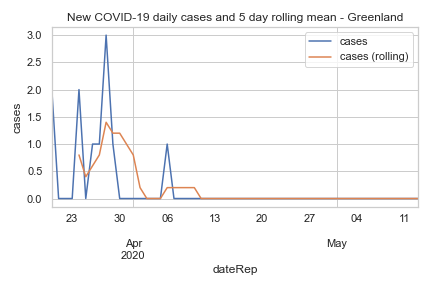 New COVID-19 daily cases and 5 day rolling mean - Greenland
cases
cases (rolling)
3.0
2.5
2.0
1.5
1.0
0.5
0.0
cases
23 30 06 13 20 27 04 11
Apr May
2020
dateRep